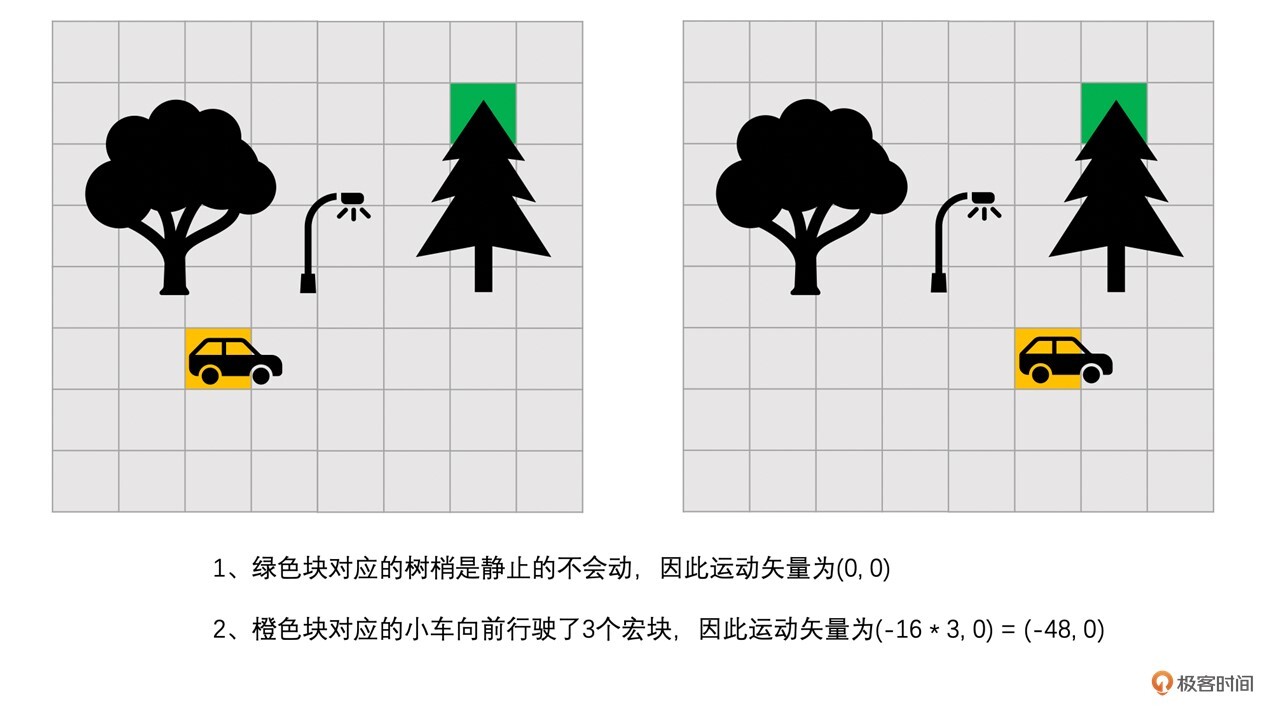 1、绿色块对应的树梢是静止的不会动，因此运动矢量为(0, 0)
2、橙色块对应的小车向前行驶了3个宏块，因此运动矢量为(-16 * 3, 0) = (-48, 0)
极客时间